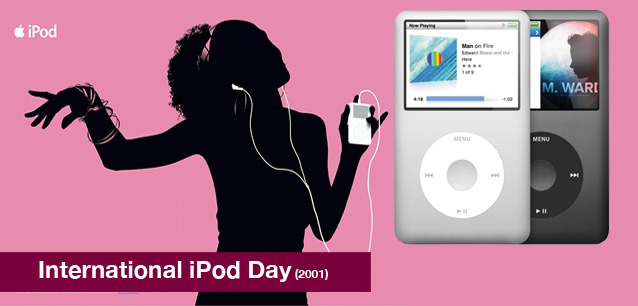 iPod
Now Playing
Man on Fire
Edward Sharp and the
Here
★★★★
1 of 9
4:19
-1:02
M. WARD
MENU
MENU
International iPod Day (2001)